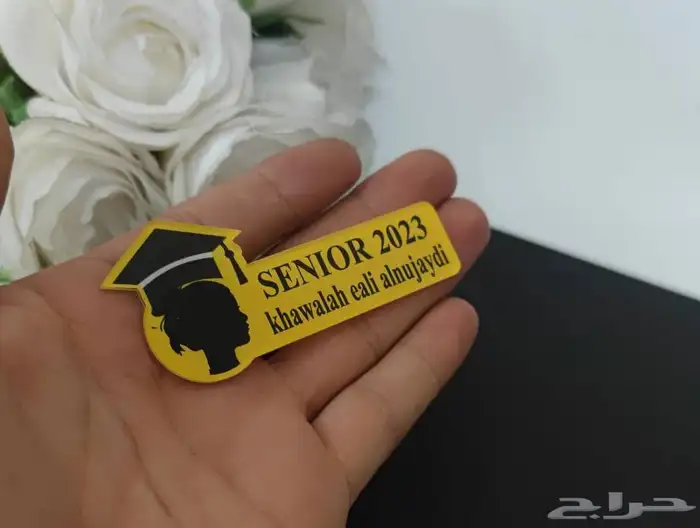 SENIOR 2023
khawalah eali alnujaydi
حراج